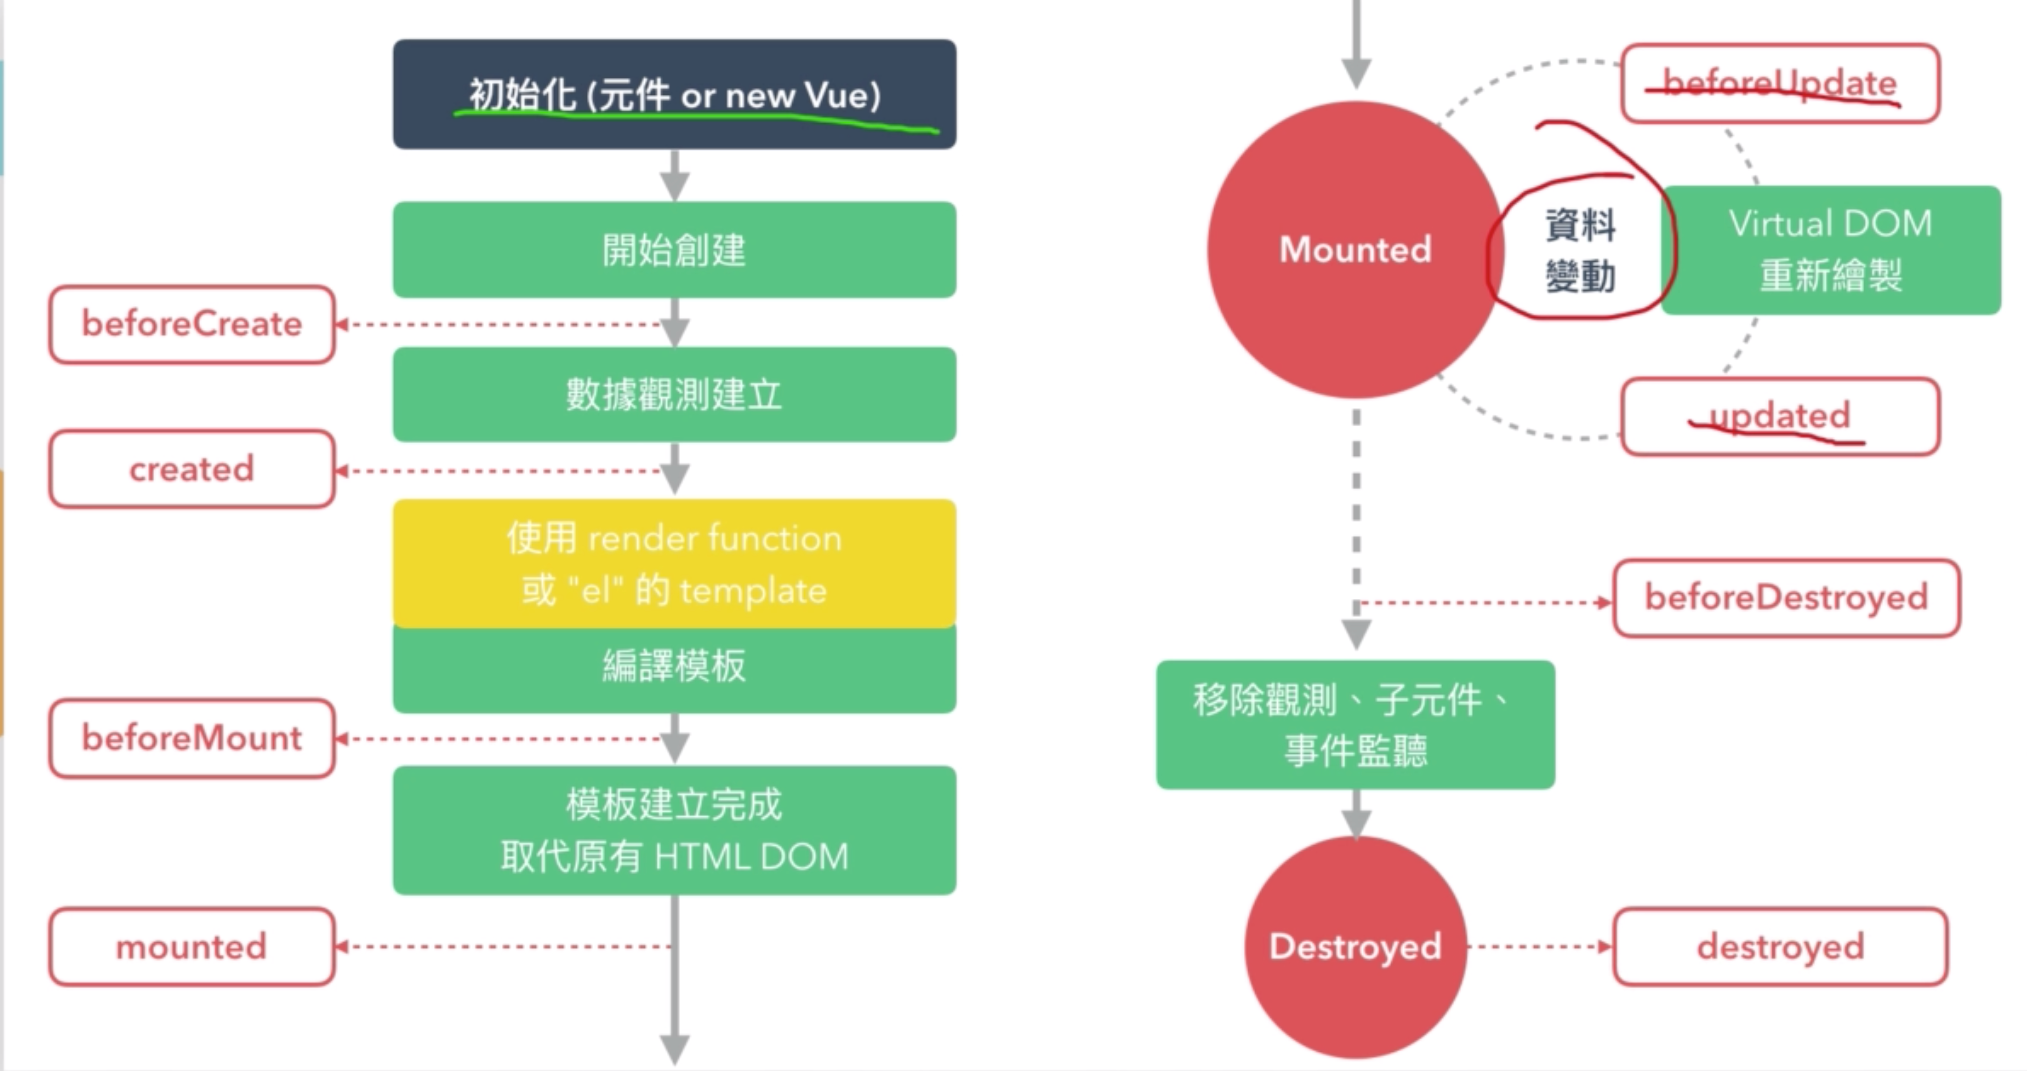 初始化 (元件 or new Vue)
開始創建
beforeCreate
數據觀測建立
created
使用 render function
或 "el" 的 template
編譯模板
beforeMount
模板建立完成
取代原有 HTML DOM
mounted
beforeUpdate
Mounted
資料
變動
Virtual DOM
重新繪製
updated
beforeDestroyed
移除觀測、子元件、
事件監聽
Destroyed
destroyed